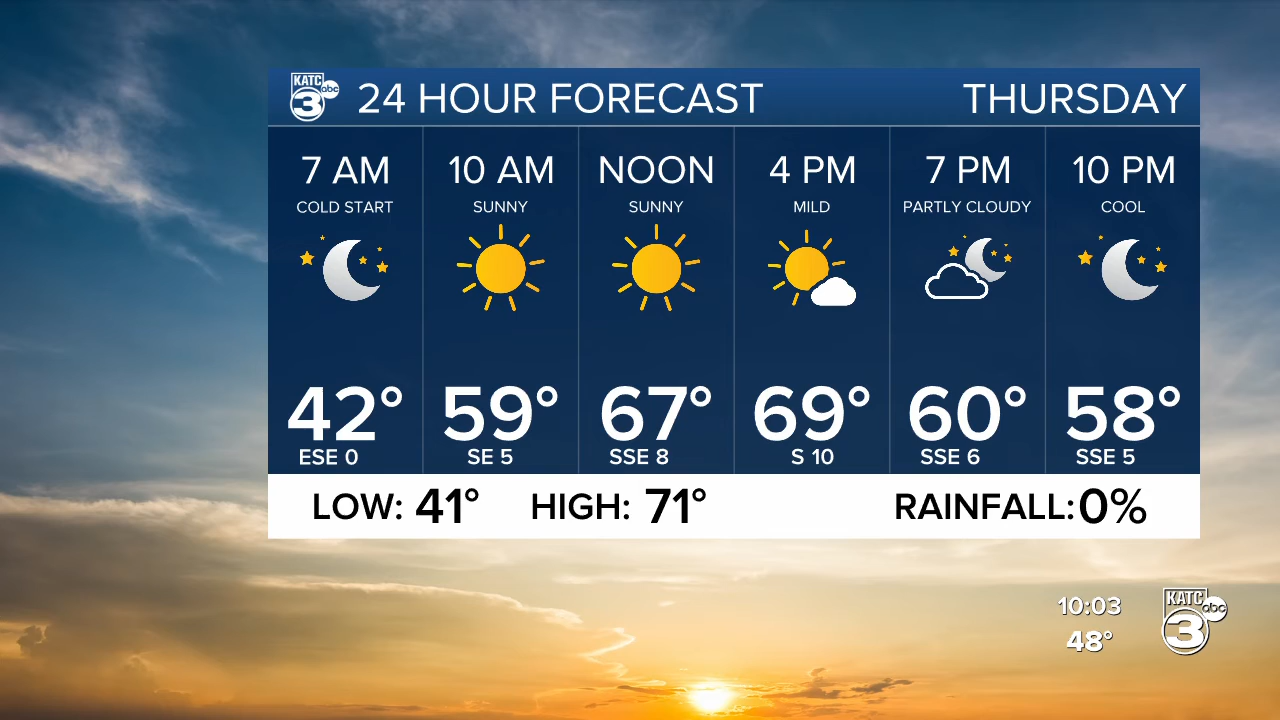 KATC
3
abc
24 HOUR FORECAST
THURSDAY
7 AM
COLD START
42°
ESE 0
10 AM
SUNNY
59°
SE 5
NOON
SUNNY
67°
SSE 8
4 PM
MILD
69°
S 10
7 PM
PARTLY CLOUDY
60°
SSE 6
10 PM
COOL
58°
SSE 5
LOW: 41° HIGH: 71° RAINFALL:0%
10:03
48°
KATC
abc
3